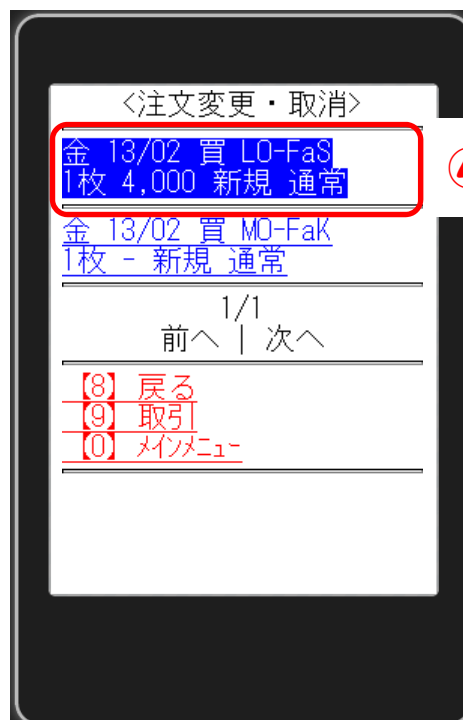 <注文変更・取消>
金 13/02 買 LO-FaS
1枚 4,000 新規 通常
金 13/02 買 MO-FaK
1枚 - 新規 通常
1/1
前へ | 次へ
【8】 戻る
【9】 取引
【0】 ﾒｲﾝﾒﾆｭｰ